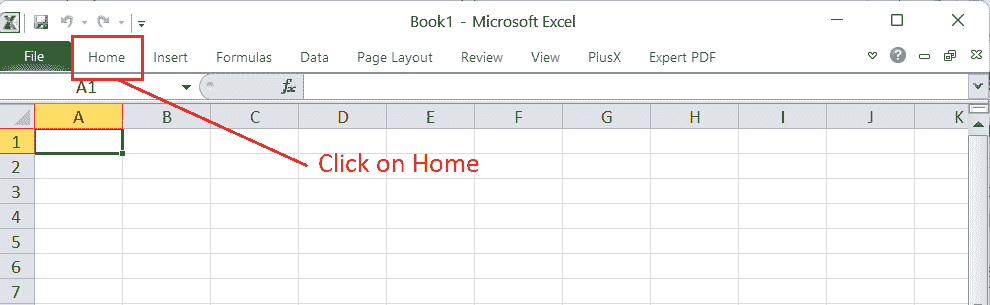 Book1 - Microsoft Excel
File Home Insert Formulas Data Page Layout Review View PlusX Expert PDF
A1 fx
A B C D E F G H I J K
1
2 Click on Home
3
4
5
6
7